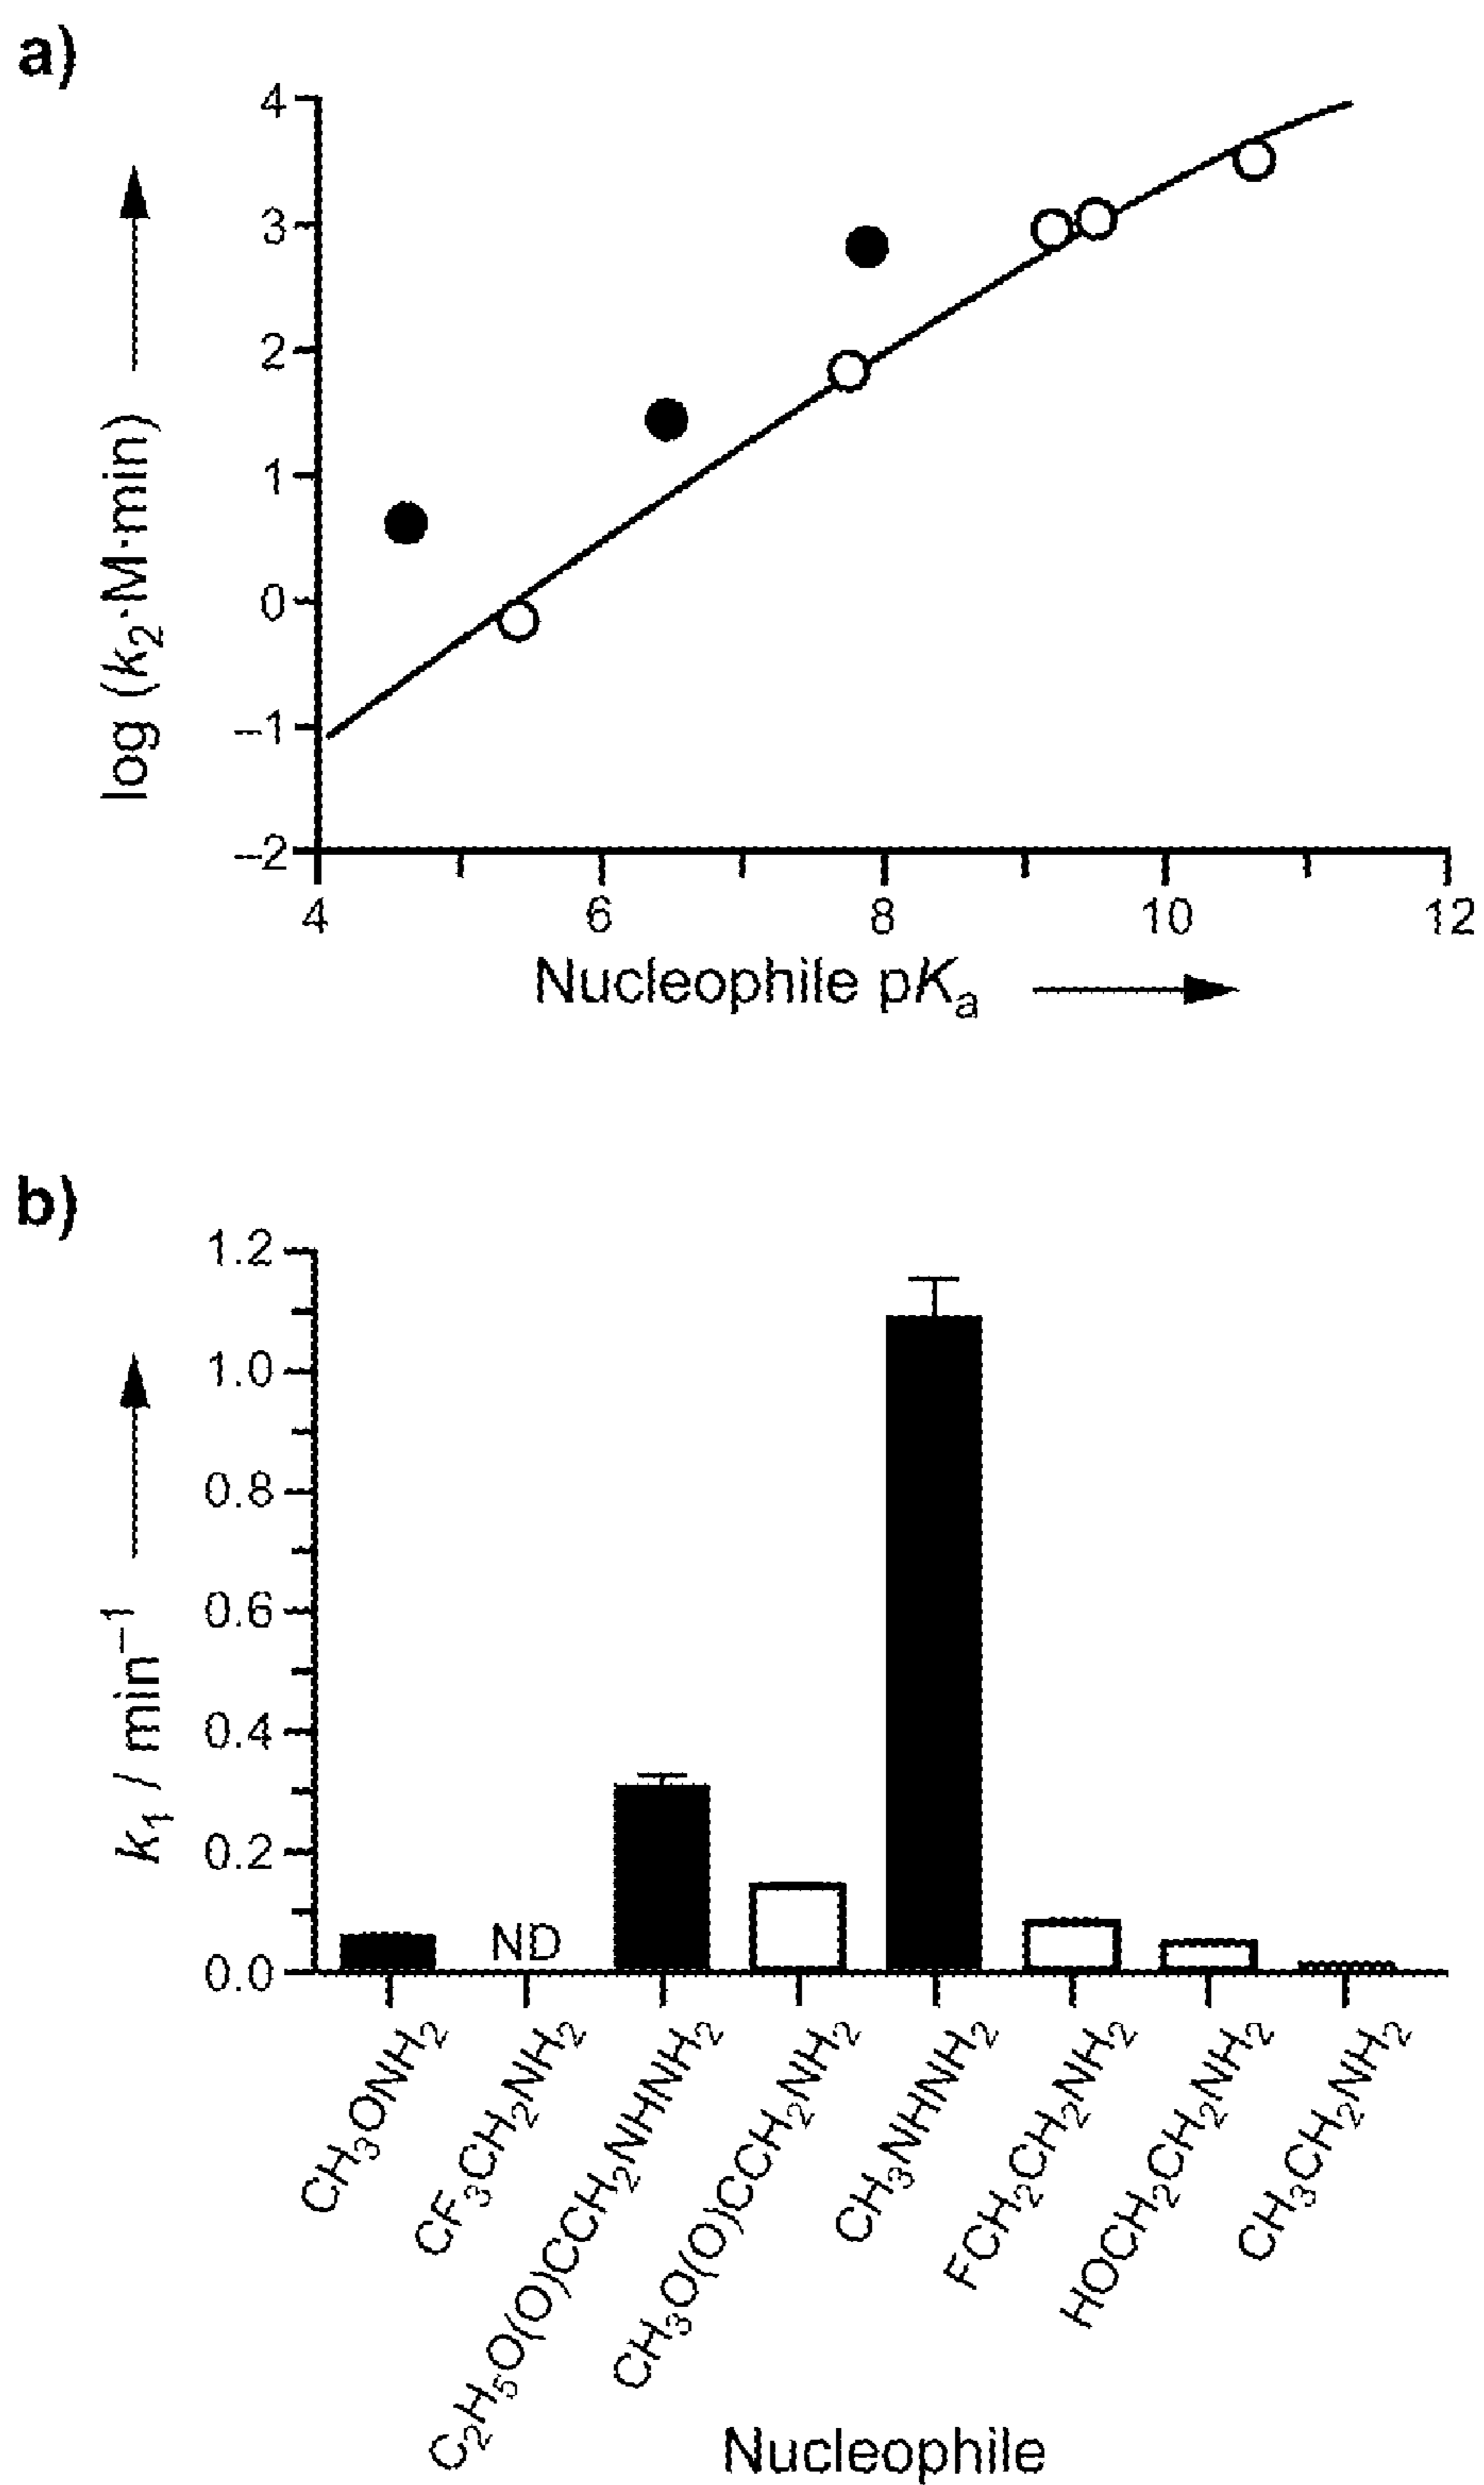 a)
4
3
2
1
0
–1
–2
log (k₂·M·min)
4 6 8 10 12
Nucleophile pKₐ
b)
1.2
1.0
0.8
0.6
0.4
0.2
0.0
k₁ / min⁻¹
ND
CH₃ONH₂
CF₃CH₂NH₂
C₂H₅O(O)CCH₂NHNH₂
CH₃O(O)CCH₂NH₂
CH₃NHNH₂
FCH₂CH₂NH₂
HOCH₂CH₂NH₂
CH₃CH₂NH₂
Nucleophile